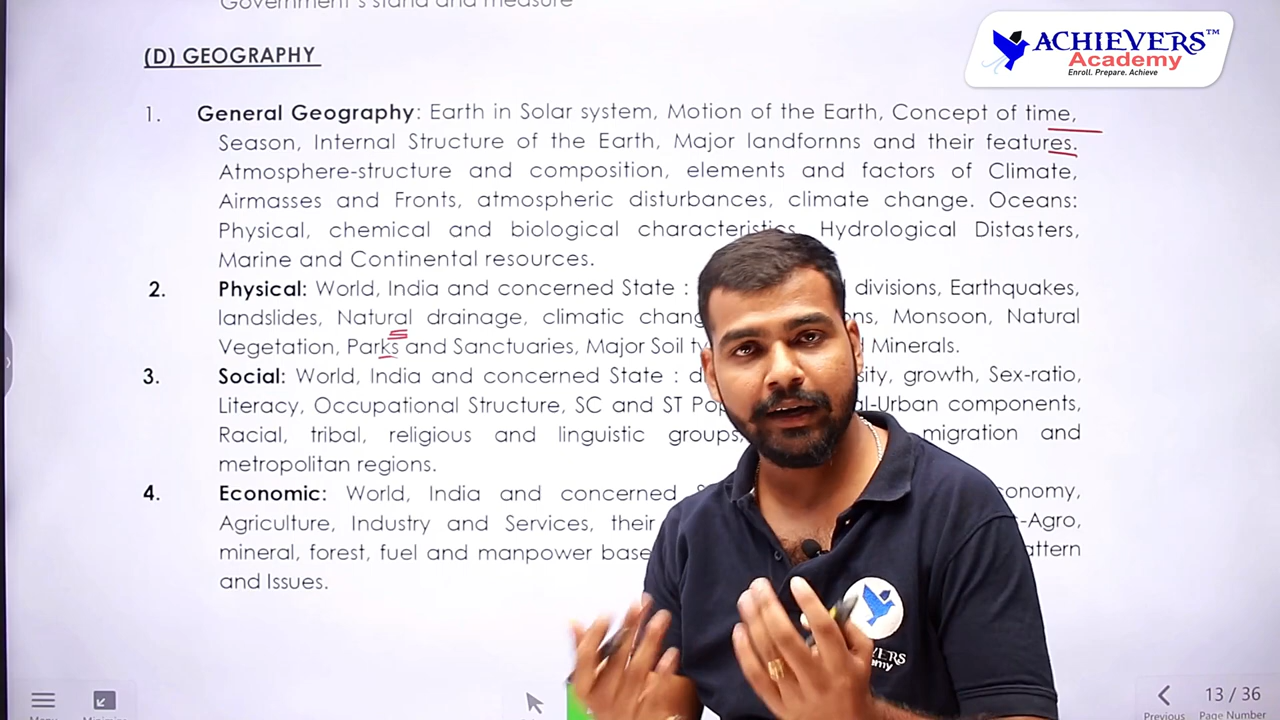 Government's stand and measure
ACHIEVERS™
Academy
Enroll. Prepare. Achieve
(D) GEOGRAPHY
1. General Geography: Earth in Solar system, Motion of the Earth, Concept of time,
Season, Internal Structure of the Earth, Major landfornns and their features.
Atmosphere-structure and composition, elements and factors of Climate,
Airmasses and Fronts, atmospheric disturbances, climate change. Oceans:
Physical, chemical and biological characteristics, Hydrological Distasters,
Marine and Continental resources.
2. Physical: World, India and concerned State : divisions, Earthquakes,
landslides, Natural drainage, climatic Monsoon, Natural
Vegetation, Parks and Sanctuaries, Major Soil Minerals.
3. Social: World, India and concerned State : growth, Sex-ratio,
Literacy, Occupational Structure, SC and ST components,
Racial, tribal, religious and linguistic groups, migration and
metropolitan regions.
4. Economic: World, India and concerned
Agriculture, Industry and Services, their -Agro,
mineral, forest, fuel and manpower
and Issues.
Academy
13 / 36
Previous Page Number